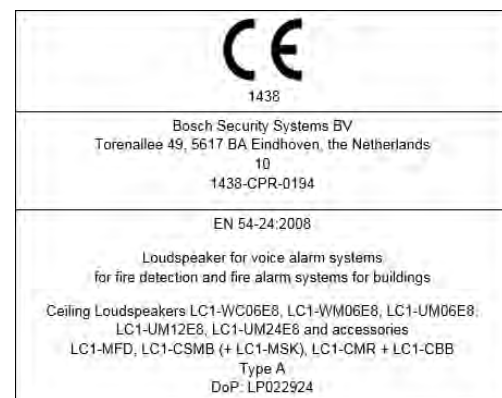 CE
1438
Bosch Security Systems BV
Torenallee 49, 5617 BA Eindhoven, the Netherlands
10
1438-CPR-0194
EN 54-24:2008
Loudspeaker for voice alarm systems
for fire detection and fire alarm systems for buildings
Ceiling Loudspeakers LC1-WC06E8, LC1-WM06E8, LC1-UM06E8,
LC1-UM12E8, LC1-UM24E8 and accessories
LC1-MFD, LC1-CSMB (+ LC1-MSK), LC1-CMR + LC1-CBB
Type A
DoP: LP022924